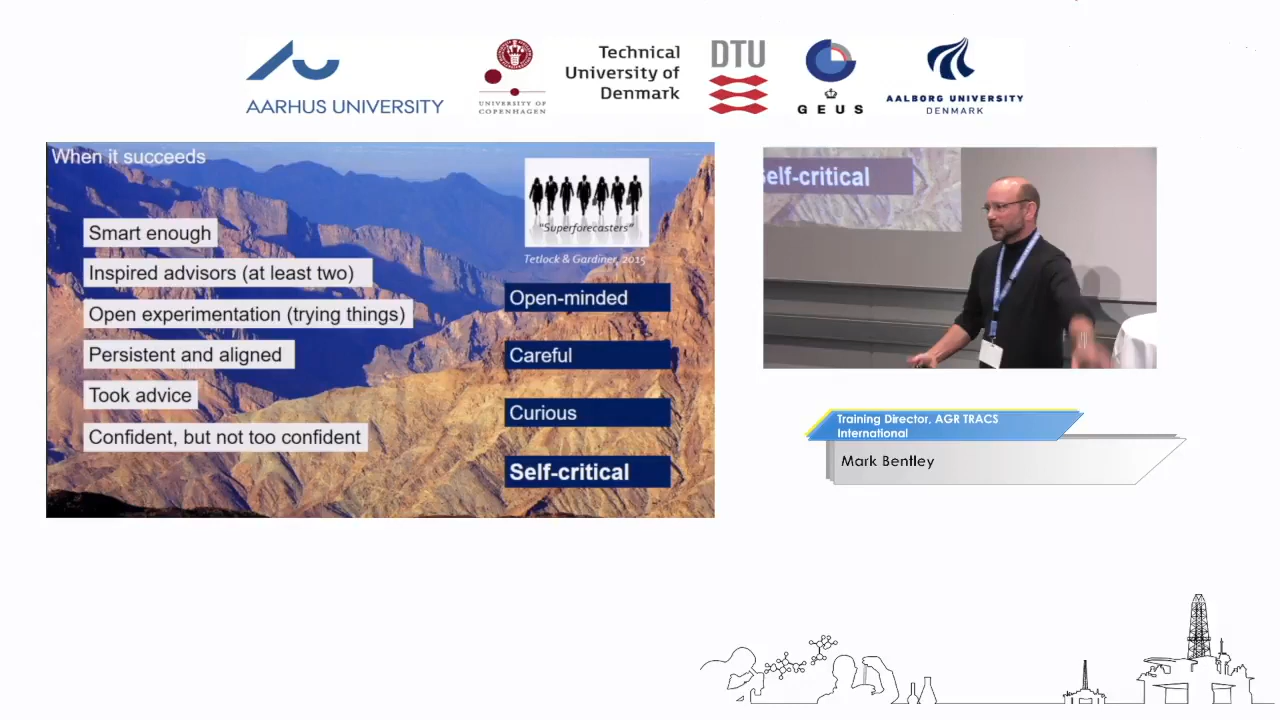 AARHUS UNIVERSITY
UNIVERSITY OF
COPENHAGEN
Technical
University of
Denmark
DTU
GEUS
AALBORG UNIVERSITY
DENMARK
When it succeeds
Smart enough
Inspired advisors (at least two)
Open experimentation (trying things)
Persistent and aligned
Took advice
Confident, but not too confident
"Superforecasters"
Tetlock & Gardiner, 2015
Open-minded
Careful
Curious
Self-critical
Self-critical
Training Director, AGR TRACS
International
Mark Bentley